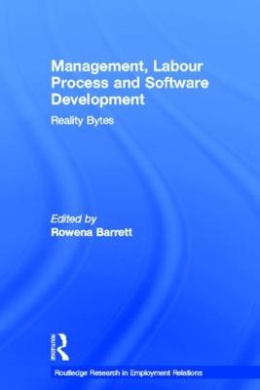 Management, Labour
Process and Software
Development
Reality Bytes
Edited by
Rowena Barrett
Routledge Research in Employment Relations